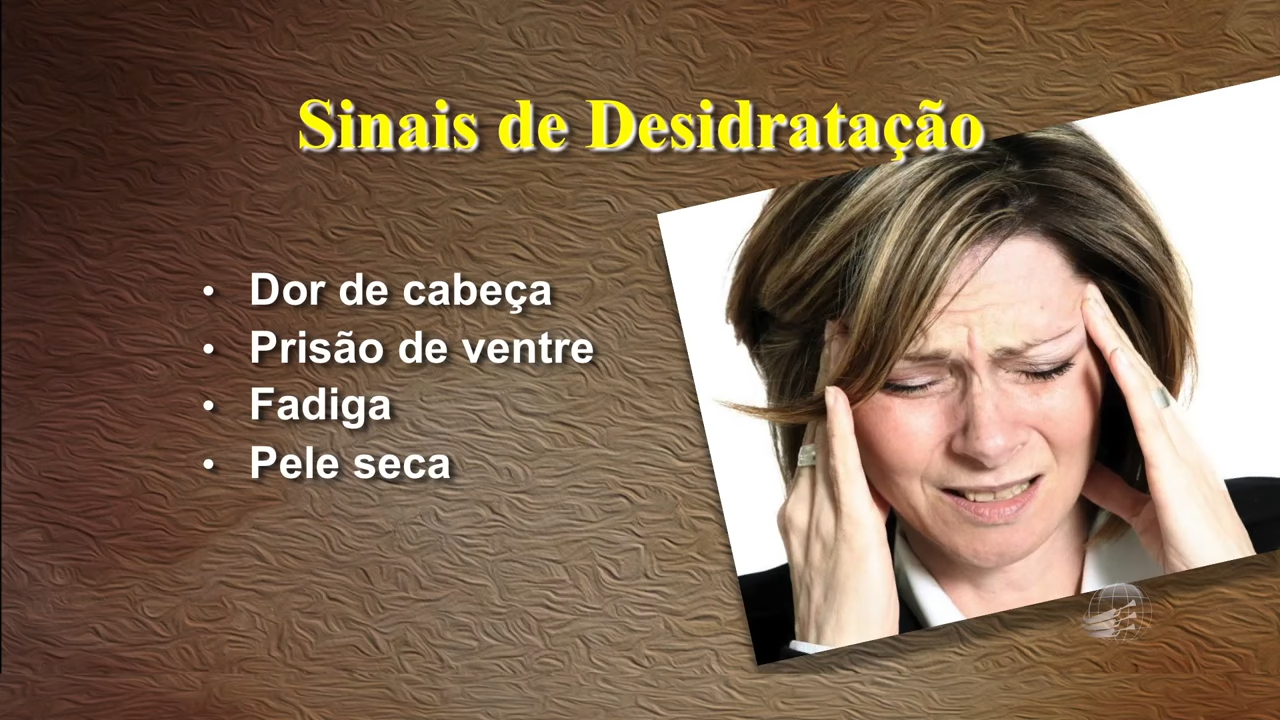 Sinais de Desidratação
• Dor de cabeça
• Prisão de ventre
• Fadiga
• Pele seca